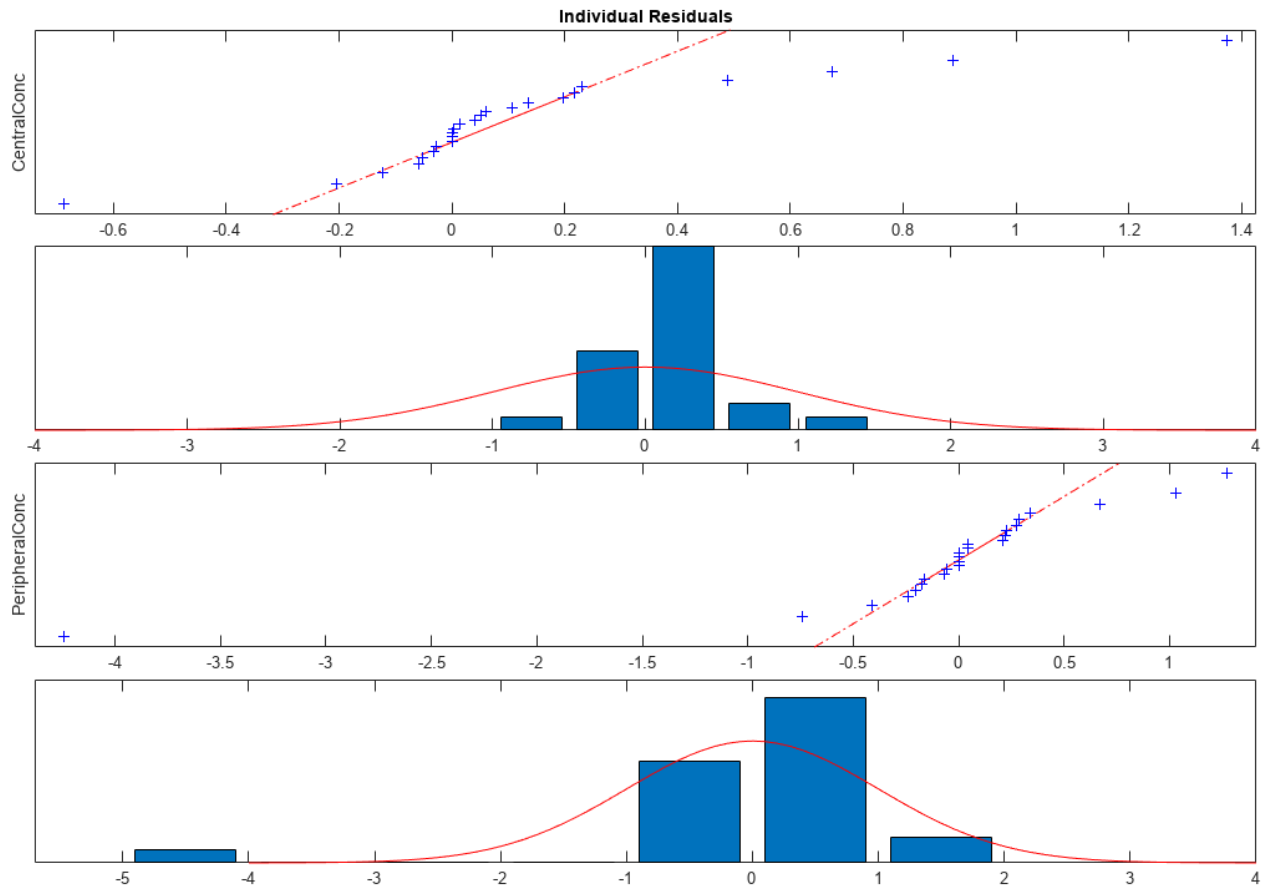 Individual Residuals
CentralConc
-0.6 -0.4 -0.2 0 0.2 0.4 0.6 0.8 1 1.2 1.4
-4 -3 -2 -1 0 1 2 3 4
PeripheralConc
-4 -3.5 -3 -2.5 -2 -1.5 -1 -0.5 0 0.5 1
-5 -4 -3 -2 -1 0 1 2 3 4